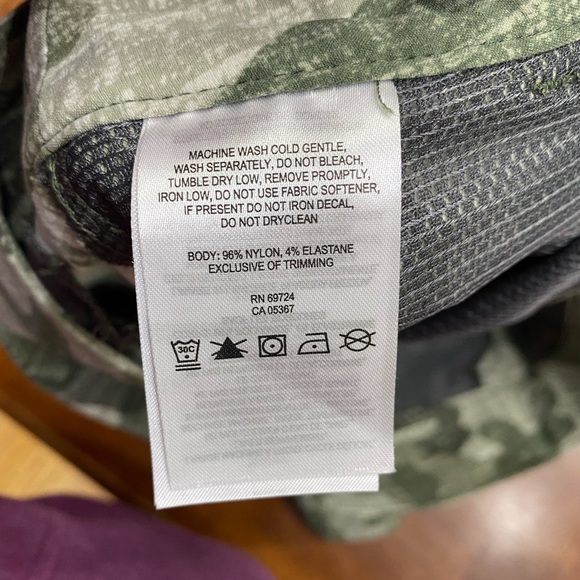 MACHINE WASH COLD GENTLE,
WASH SEPARATELY, DO NOT BLEACH,
TUMBLE DRY LOW, REMOVE PROMPTLY,
IRON LOW, DO NOT USE FABRIC SOFTENER,
IF PRESENT DO NOT IRON DECAL,
DO NOT DRYCLEAN
BODY: 96% NYLON, 4% ELASTANE
EXCLUSIVE OF TRIMMING
RN 69724
CA 05367
30C